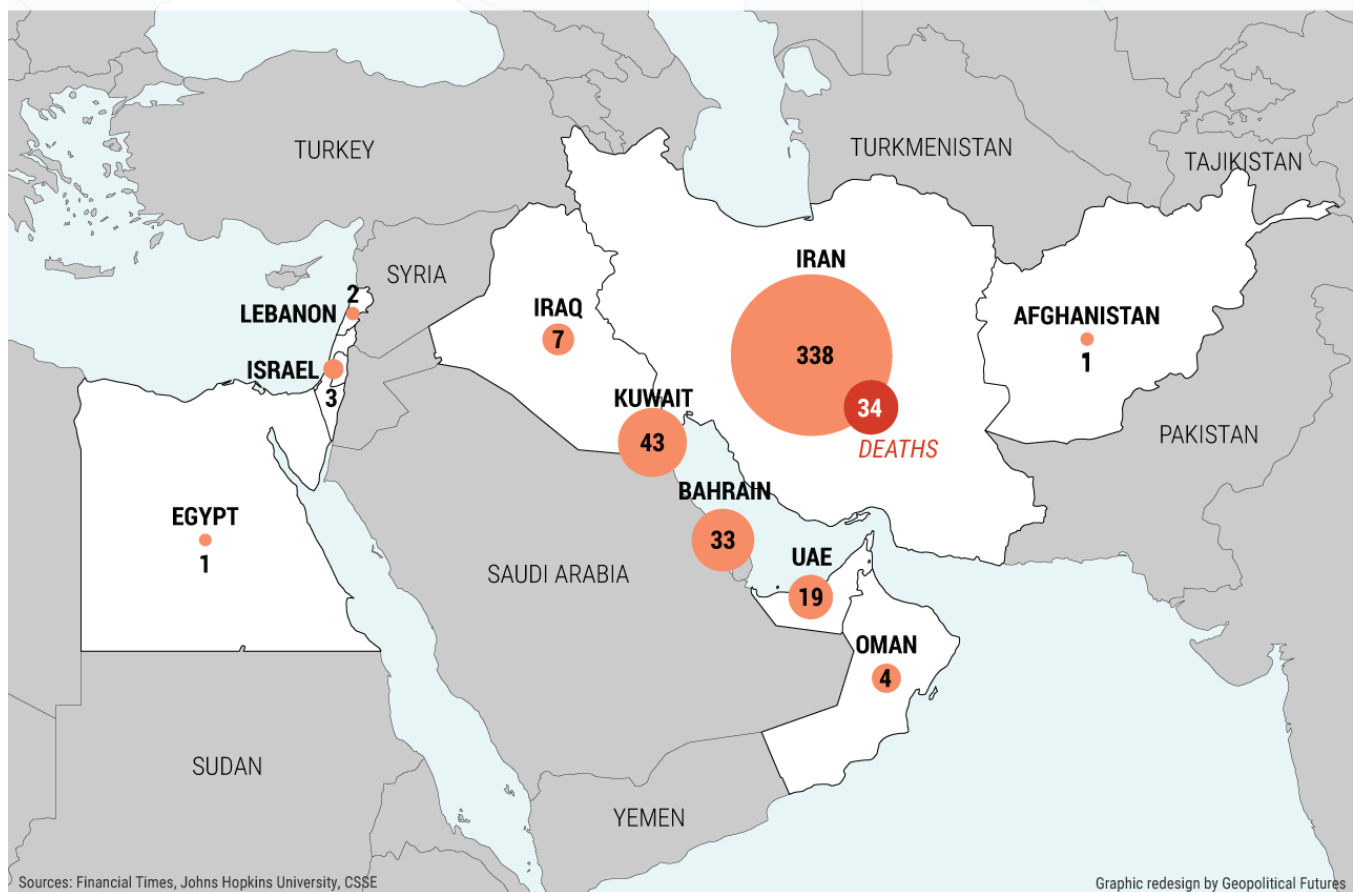 TURKEY
TURKMENISTAN
TAJIKISTAN
SYRIA
IRAN
338
34
DEATHS
LEBANON
2
ISRAEL
3
IRAQ
7
AFGHANISTAN
1
KUWAIT
43
PAKISTAN
BAHRAIN
33
EGYPT
1
UAE
19
SAUDI ARABIA
OMAN
4
SUDAN
YEMEN
Sources: Financial Times, Johns Hopkins University, CSSE
Graphic redesign by Geopolitical Futures